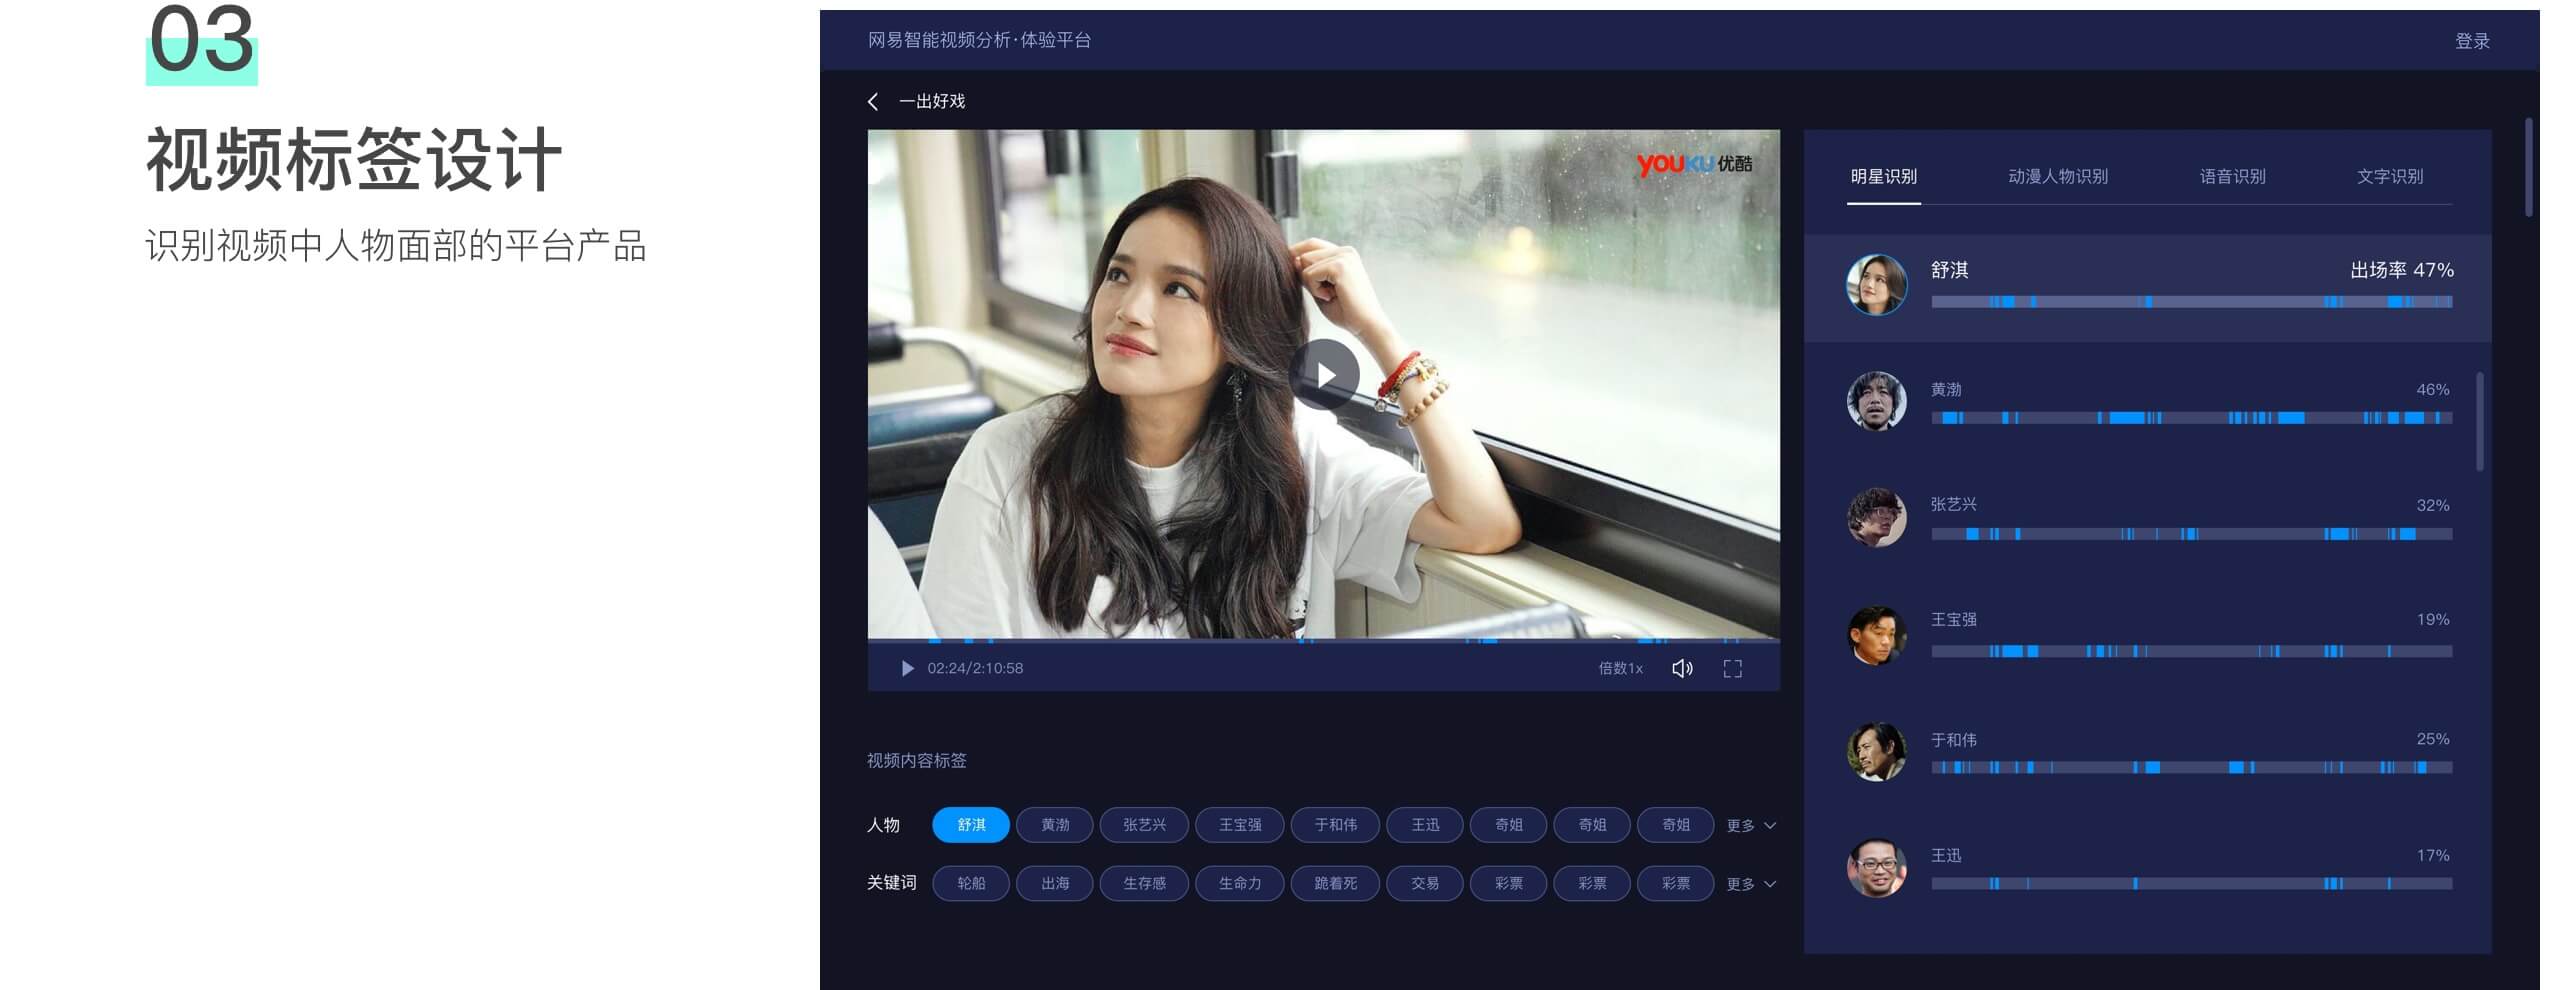 03
视频标签设计
识别视频中人物面部的平台产品
网易智能视频分析·体验平台
登录
一出好戏
YOUKU 优酷
02:24/2:10:58
倍数1x
视频内容标签
人物 舒淇 黄渤 张艺兴 王宝强 于和伟 王迅 奇姐 奇姐 奇姐 更多
关键词 轮船 出海 生存感 生命力 跪着死 交易 彩票 彩票 彩票 更多
明星识别 动漫人物识别 语音识别 文字识别
舒淇 出场率 47%
黄渤 46%
张艺兴 32%
王宝强 19%
于和伟 25%
王迅 17%